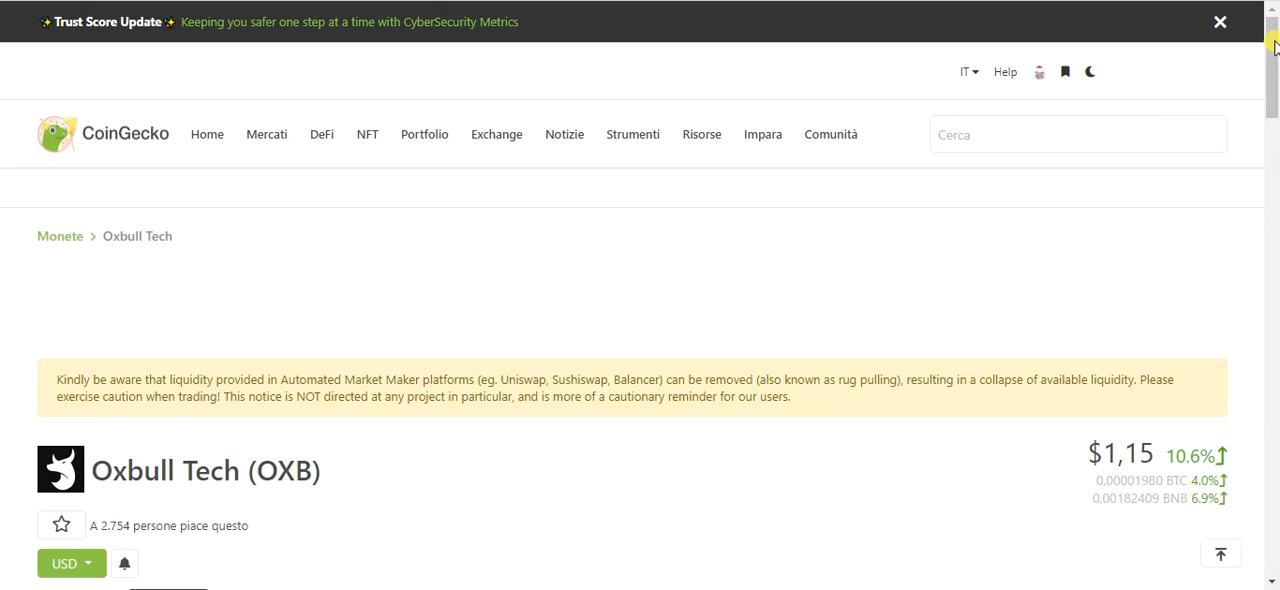 Trust Score Update Keeping you safer one step at a time with CyberSecurity Metrics
IT Help
CoinGecko Home Mercati DeFi NFT Portfolio Exchange Notizie Strumenti Risorse Impara Comunità Cerca
Monete > Oxbull Tech
Kindly be aware that liquidity provided in Automated Market Maker platforms (eg. Uniswap, Sushiswap, Balancer) can be removed (also known as rug pulling), resulting in a collapse of available liquidity. Please
exercise caution when trading! This notice is NOT directed at any project in particular, and is more of a cautionary reminder for our users.
Oxbull Tech (OXB)
$1,15 10.6%
0,00001980 BTC 4.0%
0,00182409 BNB 6.9%
A 2.754 persone piace questo
USD